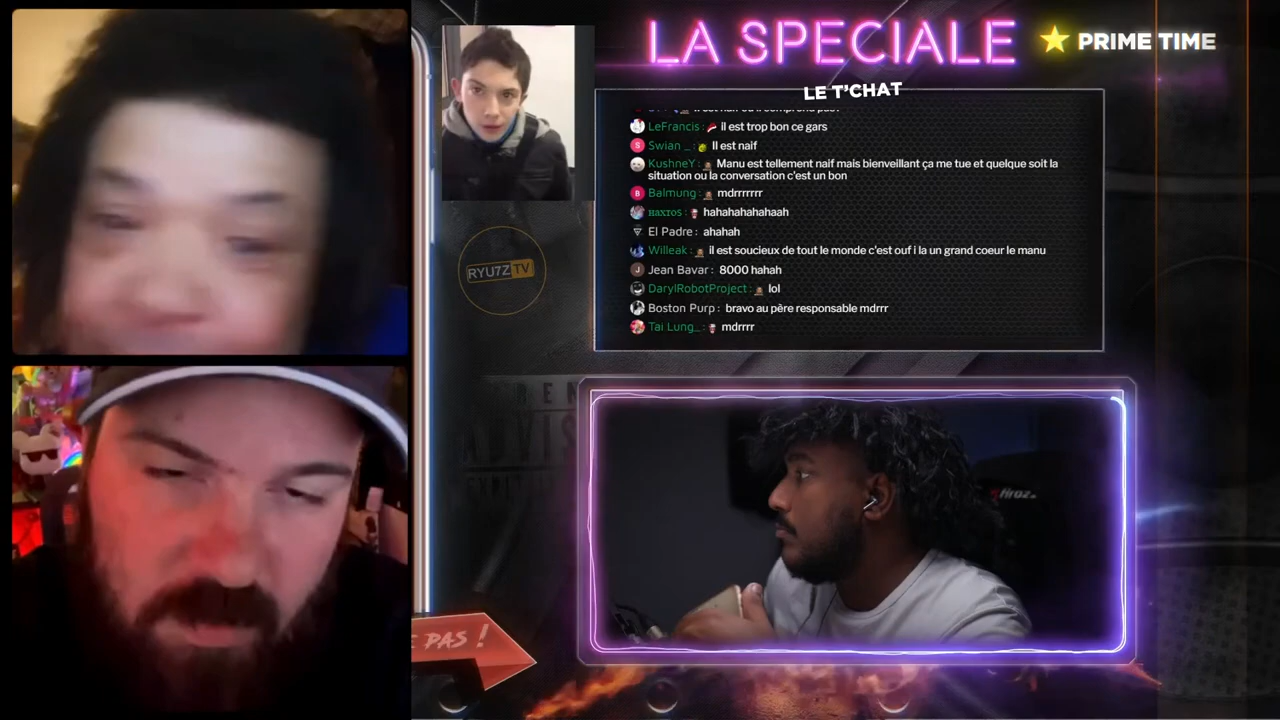 LA SPECIALE
PRIME TIME
LE T'CHAT
LeFrancis : il est trop bon ce gars
Swian _ : Il est naif
KushneY : Manu est tellement naif mais bienveillant ça me tue et quelque soit la
situation ou la conversation c'est un bon
Balmung : mdrrrrrrr
HAXTOS : hahahahahahaah
El Padre : ahahah
Willeak : il est soucieux de tout le monde c'est ouf i la un grand coeur le manu
Jean Bavar : 8000 hahah
DarylRobotProject : lol
Boston Purp : bravo au père responsable mdrrr
Tai Lung_ : mdrrrr
RYU7Z TV
E PAS !